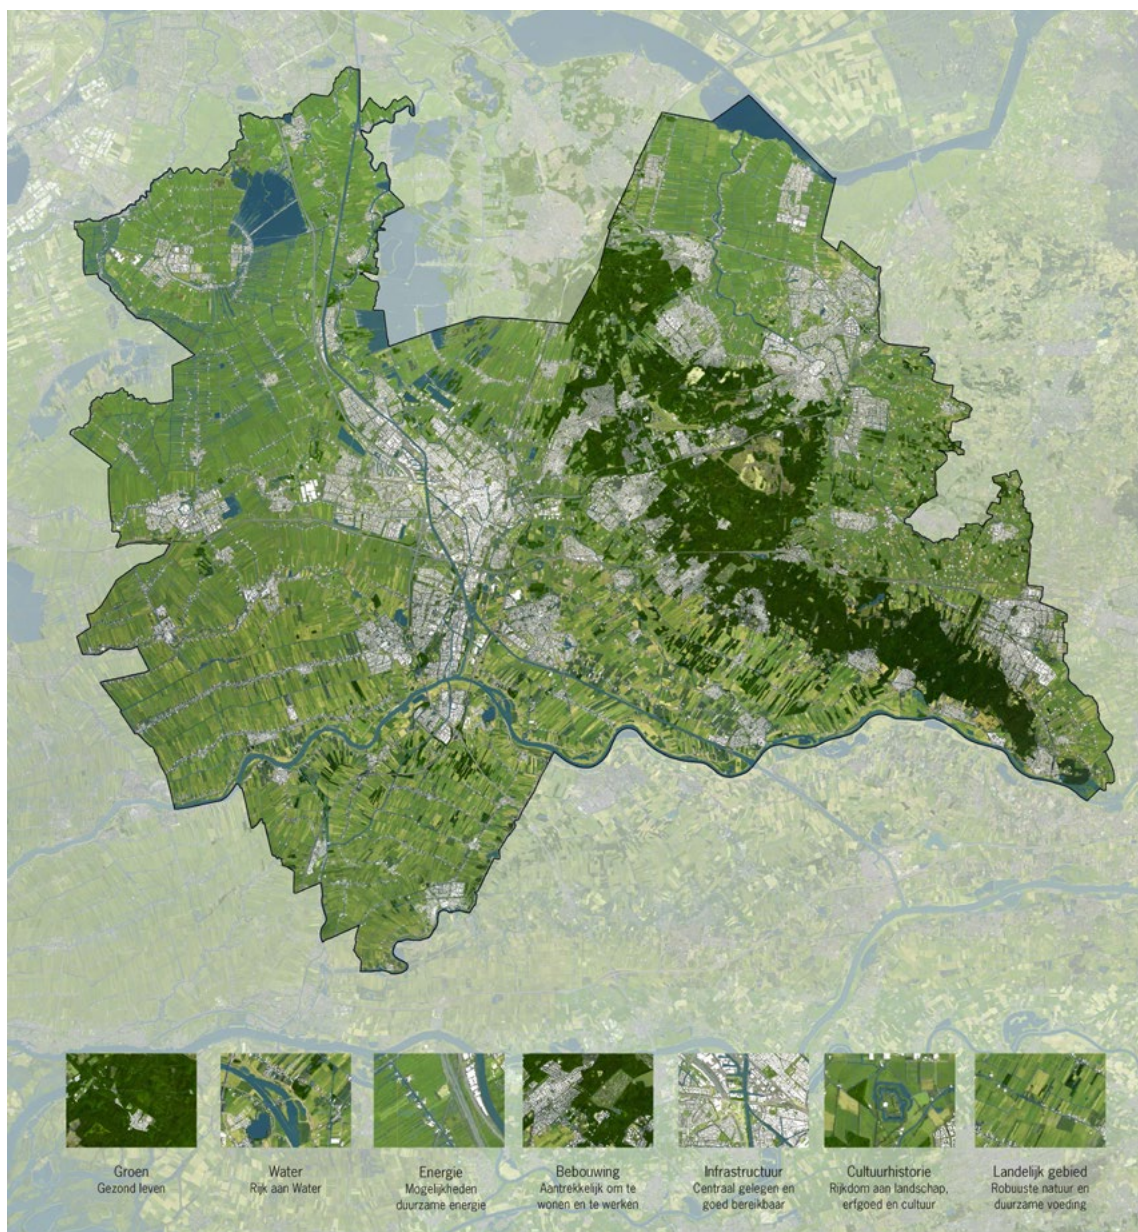 Groen
Gezond leven
Water
Rijk aan Water
Energie
Mogelijkheden
duurzame energie
Bebouwing
Aantrekkelijk om te
wonen en te werken
Infrastructuur
Centraal gelegen en
goed bereikbaar
Cultuurhistorie
Rijkdom aan landschap,
erfgoed en cultuur
Landelijk gebied
Robuuste natuur en
duurzame voeding